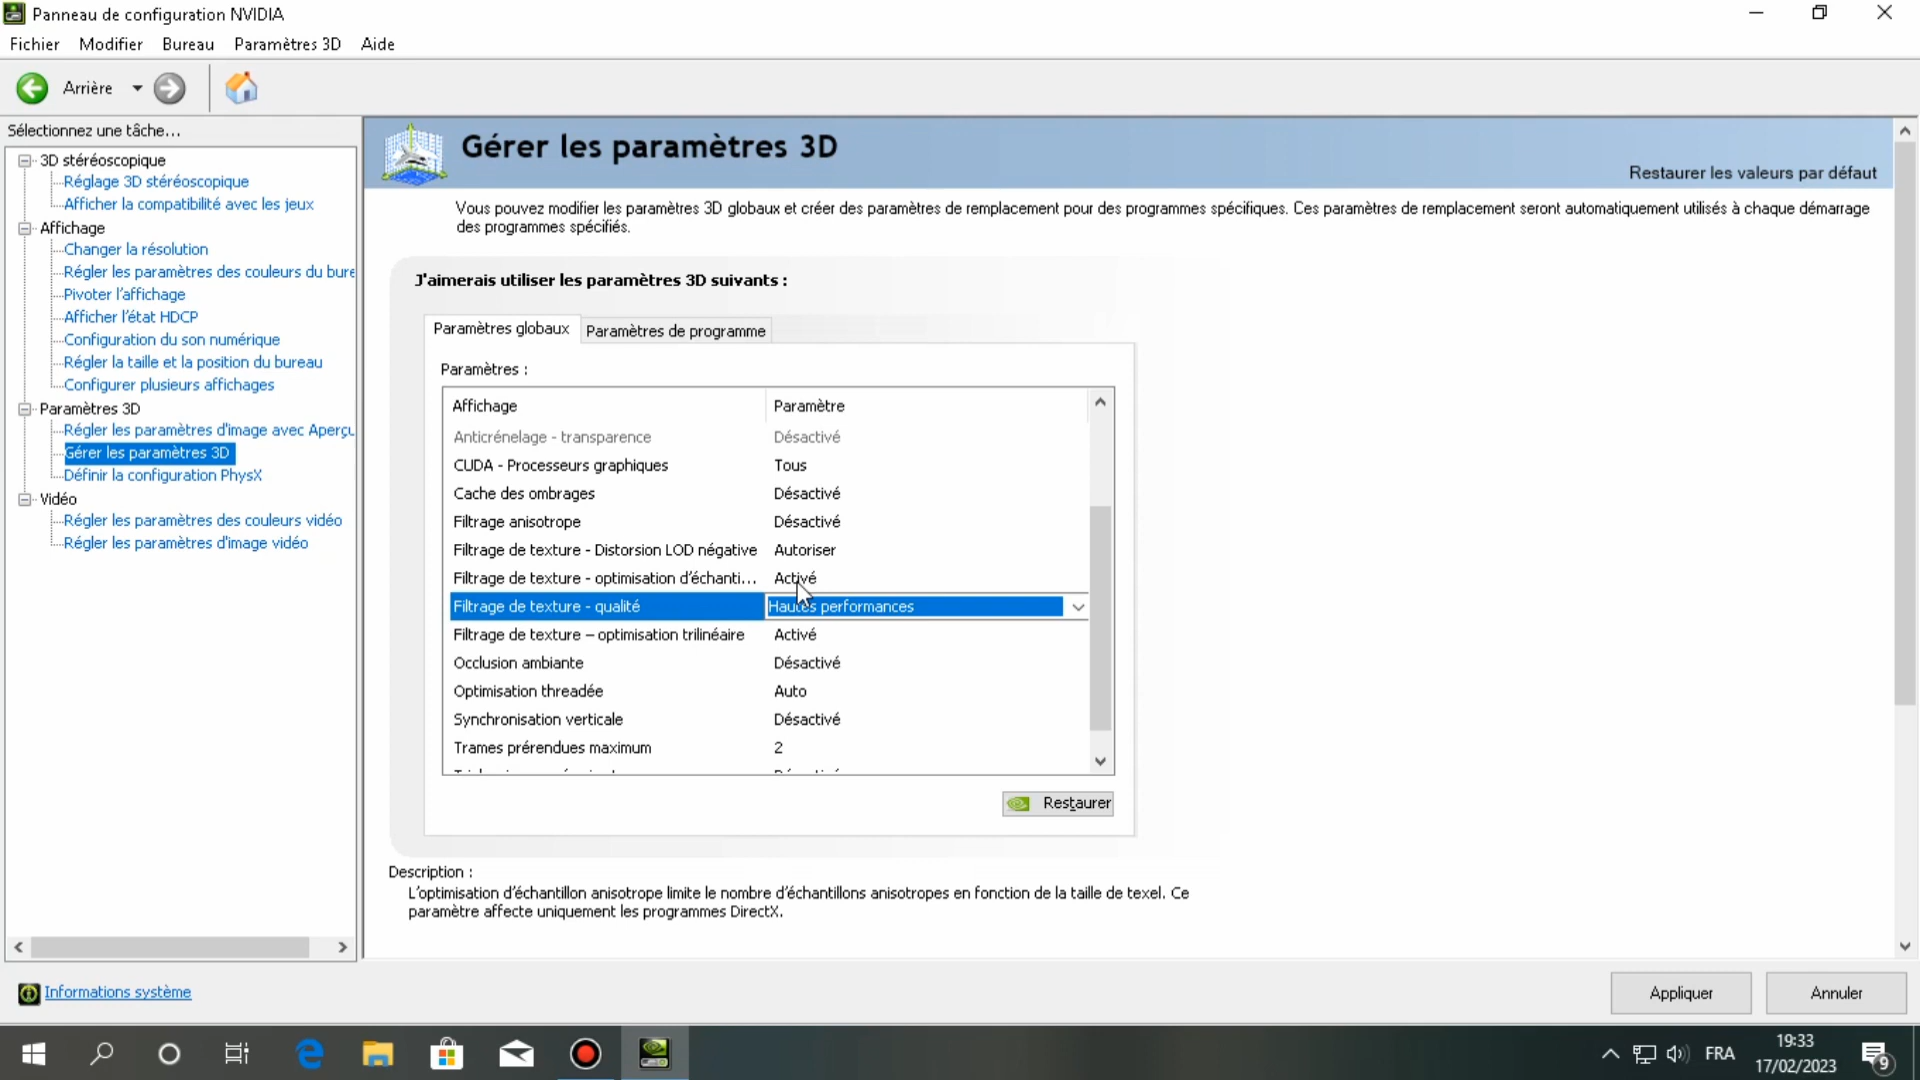 Panneau de configuration NVIDIA
Fichier Modifier Bureau Paramètres 3D Aide
Arrière
Sélectionnez une tâche...
3D stéréoscopique
Réglage 3D stéréoscopique
Afficher la compatibilité avec les jeux
Affichage
Changer la résolution
Régler les paramètres des couleurs du bure
Pivoter l'affichage
Afficher l'état HDCP
Configuration du son numérique
Régler la taille et la position du bureau
Configurer plusieurs affichages
Paramètres 3D
Régler les paramètres d'image avec Aperçu
Gérer les paramètres 3D
Définir la configuration PhysX
Vidéo
Régler les paramètres des couleurs vidéo
Régler les paramètres d'image vidéo
Informations système
Gérer les paramètres 3D
Restaurer les valeurs par défaut
Vous pouvez modifier les paramètres 3D globaux et créer des paramètres de remplacement pour des programmes spécifiques. Ces paramètres de remplacement seront automatiquement utilisés à chaque démarrage
des programmes spécifiés.
J'aimerais utiliser les paramètres 3D suivants :
Paramètres globaux Paramètres de programme
Paramètres :
Affichage Paramètre
Anticrénelage - transparence Désactivé
CUDA - Processeurs graphiques Tous
Cache des ombrages Désactivé
Filtrage anisotrope Désactivé
Filtrage de texture - Distorsion LOD négative Autoriser
Filtrage de texture - optimisation d'échanti... Activé
Filtrage de texture - qualité Hautes performances
Filtrage de texture – optimisation trilinéaire Activé
Occlusion ambiante Désactivé
Optimisation threadée Auto
Synchronisation verticale Désactivé
Trames prérendues maximum 2
Restaurer
Description :
L'optimisation d'échantillon anisotrope limite le nombre d'échantillons anisotropes en fonction de la taille de texel. Ce
paramètre affecte uniquement les programmes DirectX.
Appliquer Annuler
FRA
19:33
17/02/2023
9